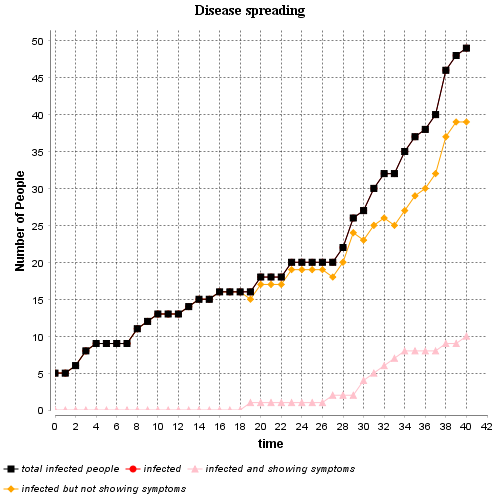 Disease spreading
50
45
40
35
30
25
20
15
10
5
0
Number of People
0 2 4 6 8 10 12 14 16 18 20 22 24 26 28 30 32 34 36 38 40 42
time
total infected people infected infected and showing symptoms
infected but not showing symptoms